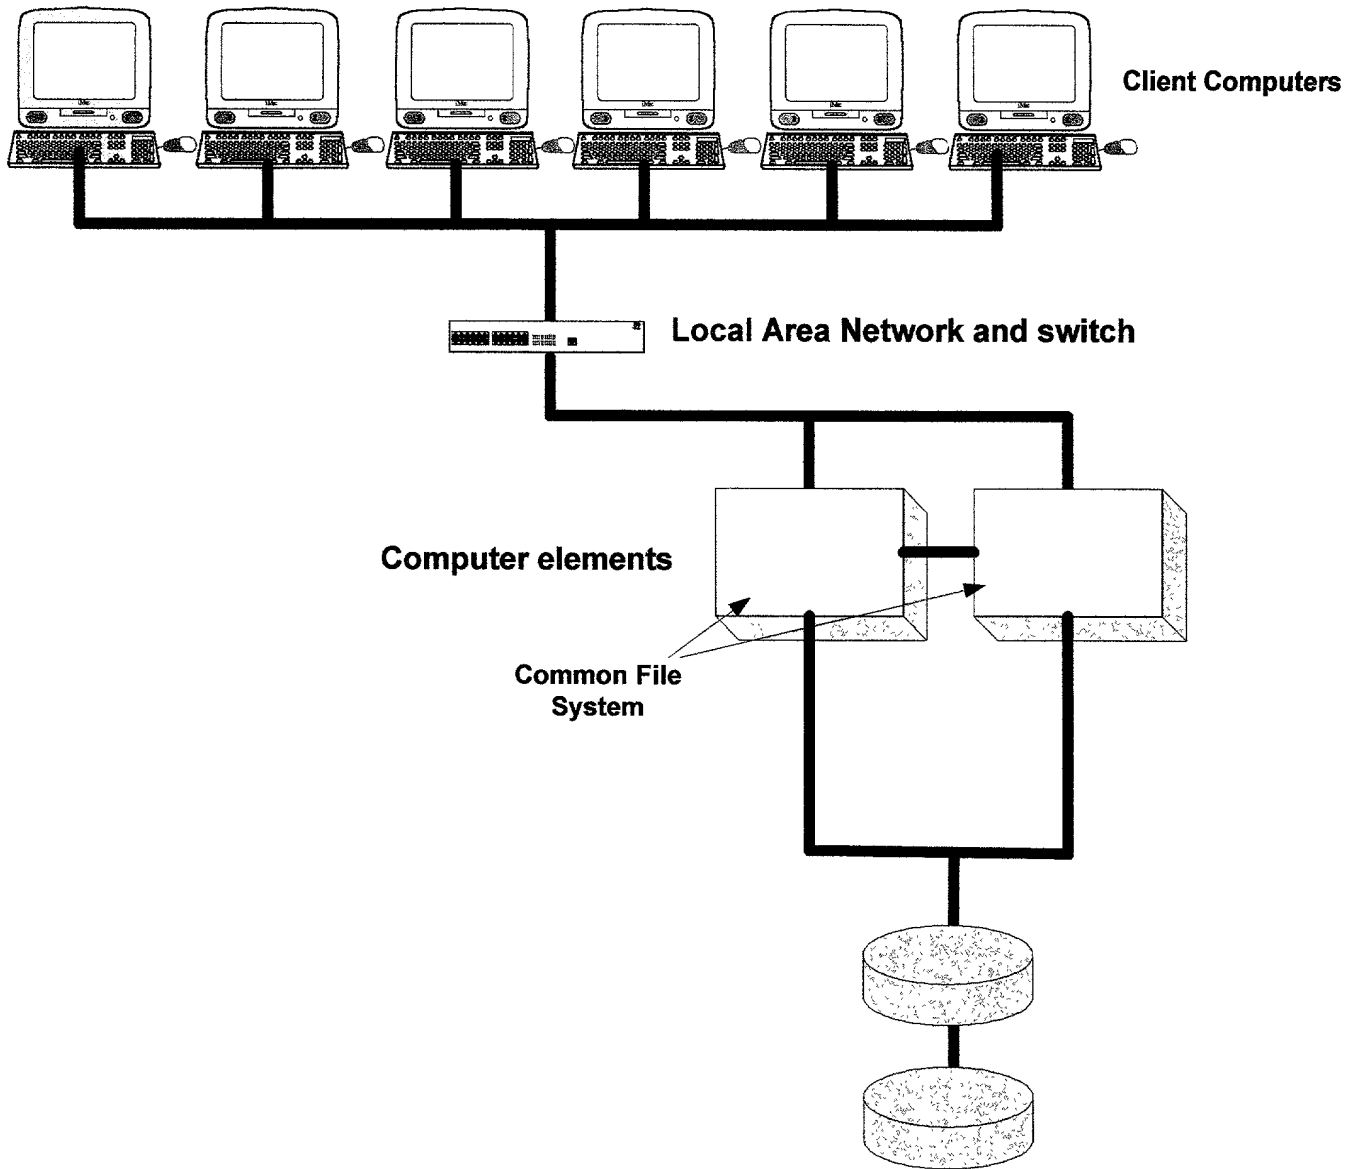 Client Computers
Local Area Network and switch
Computer elements
Common File
System